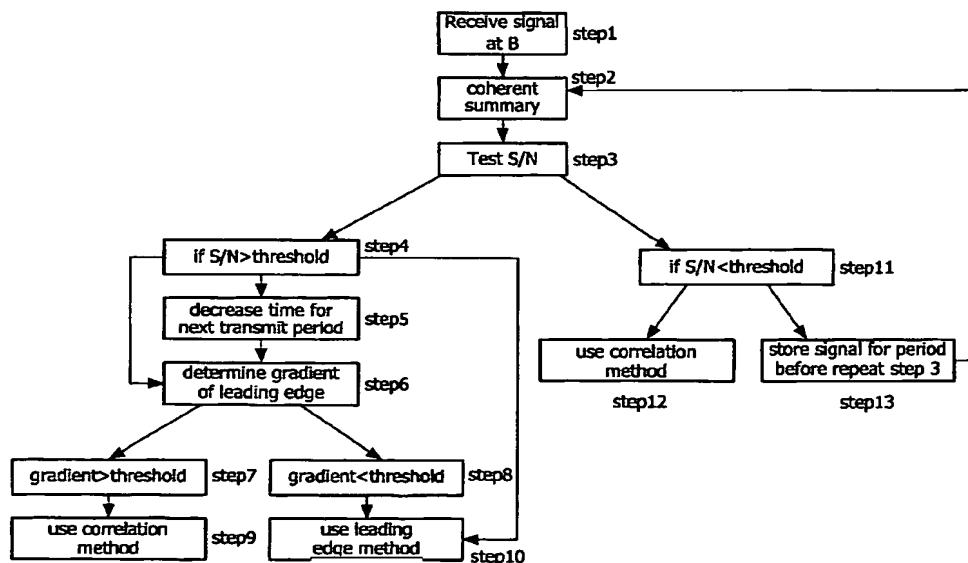 Receive signal
at B
step1
step2
coherent
summary
Test S/N
step3
step4
if S/N>threshold
if S/N<threshold
step11
decrease time for
next transmit period
step5
determine gradient
of leading edge
step6
use correlation
method
step12
store signal for period
before repeat step 3
step13
gradient>threshold
step7
gradient<threshold
step8
use correlation
method
step9
use leading
edge method
step10